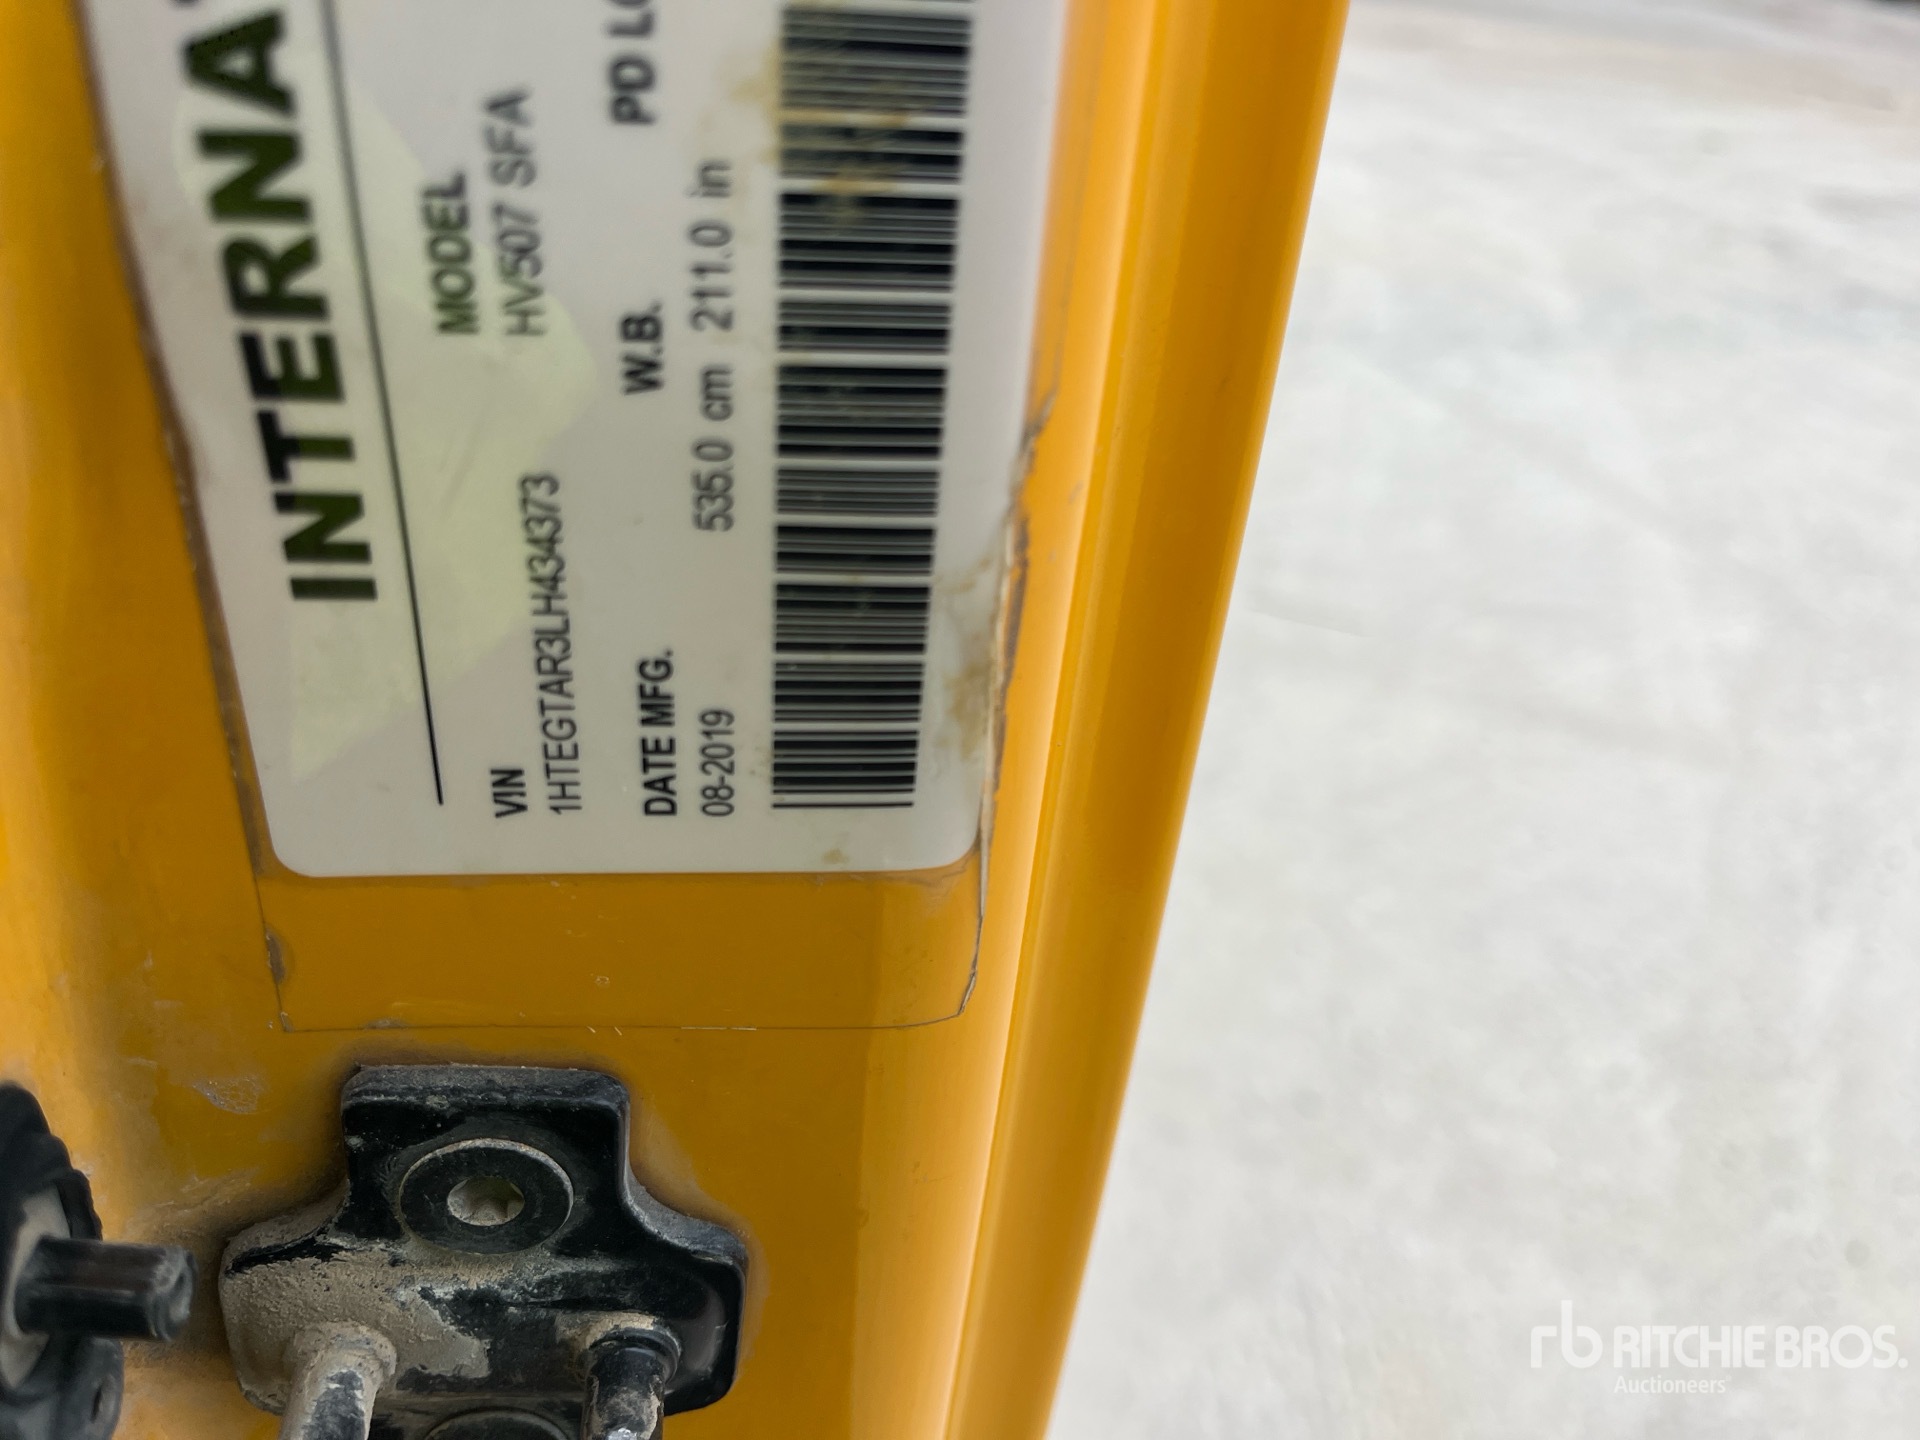 INTERNA
VIN
1HTEGTAR3LH434373
MODEL
HV507 SFA
DATE MFG.
08-2019
W.B.
535.0 cm 211.0 in
PD LO
rb RITCHIE BROS.
Auctioneers